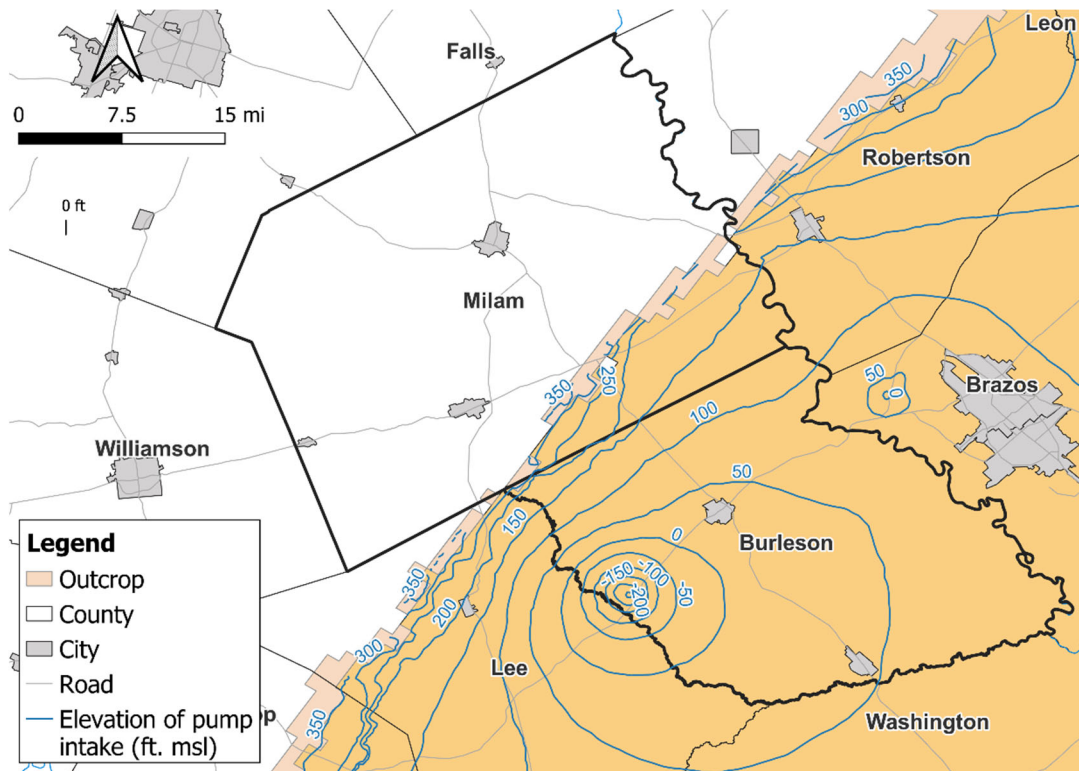 Falls
Leon
0 7.5 15 mi
350
300
Robertson
0 ft
Milam
250
350
100
50
0
Brazos
Williamson
150
50
0
Burleson
-150
-100
-50
-200
350
200
300
Lee
350
Washington
Legend
Outcrop
County
City
Road
Elevation of pump
intake (ft. msl)
op